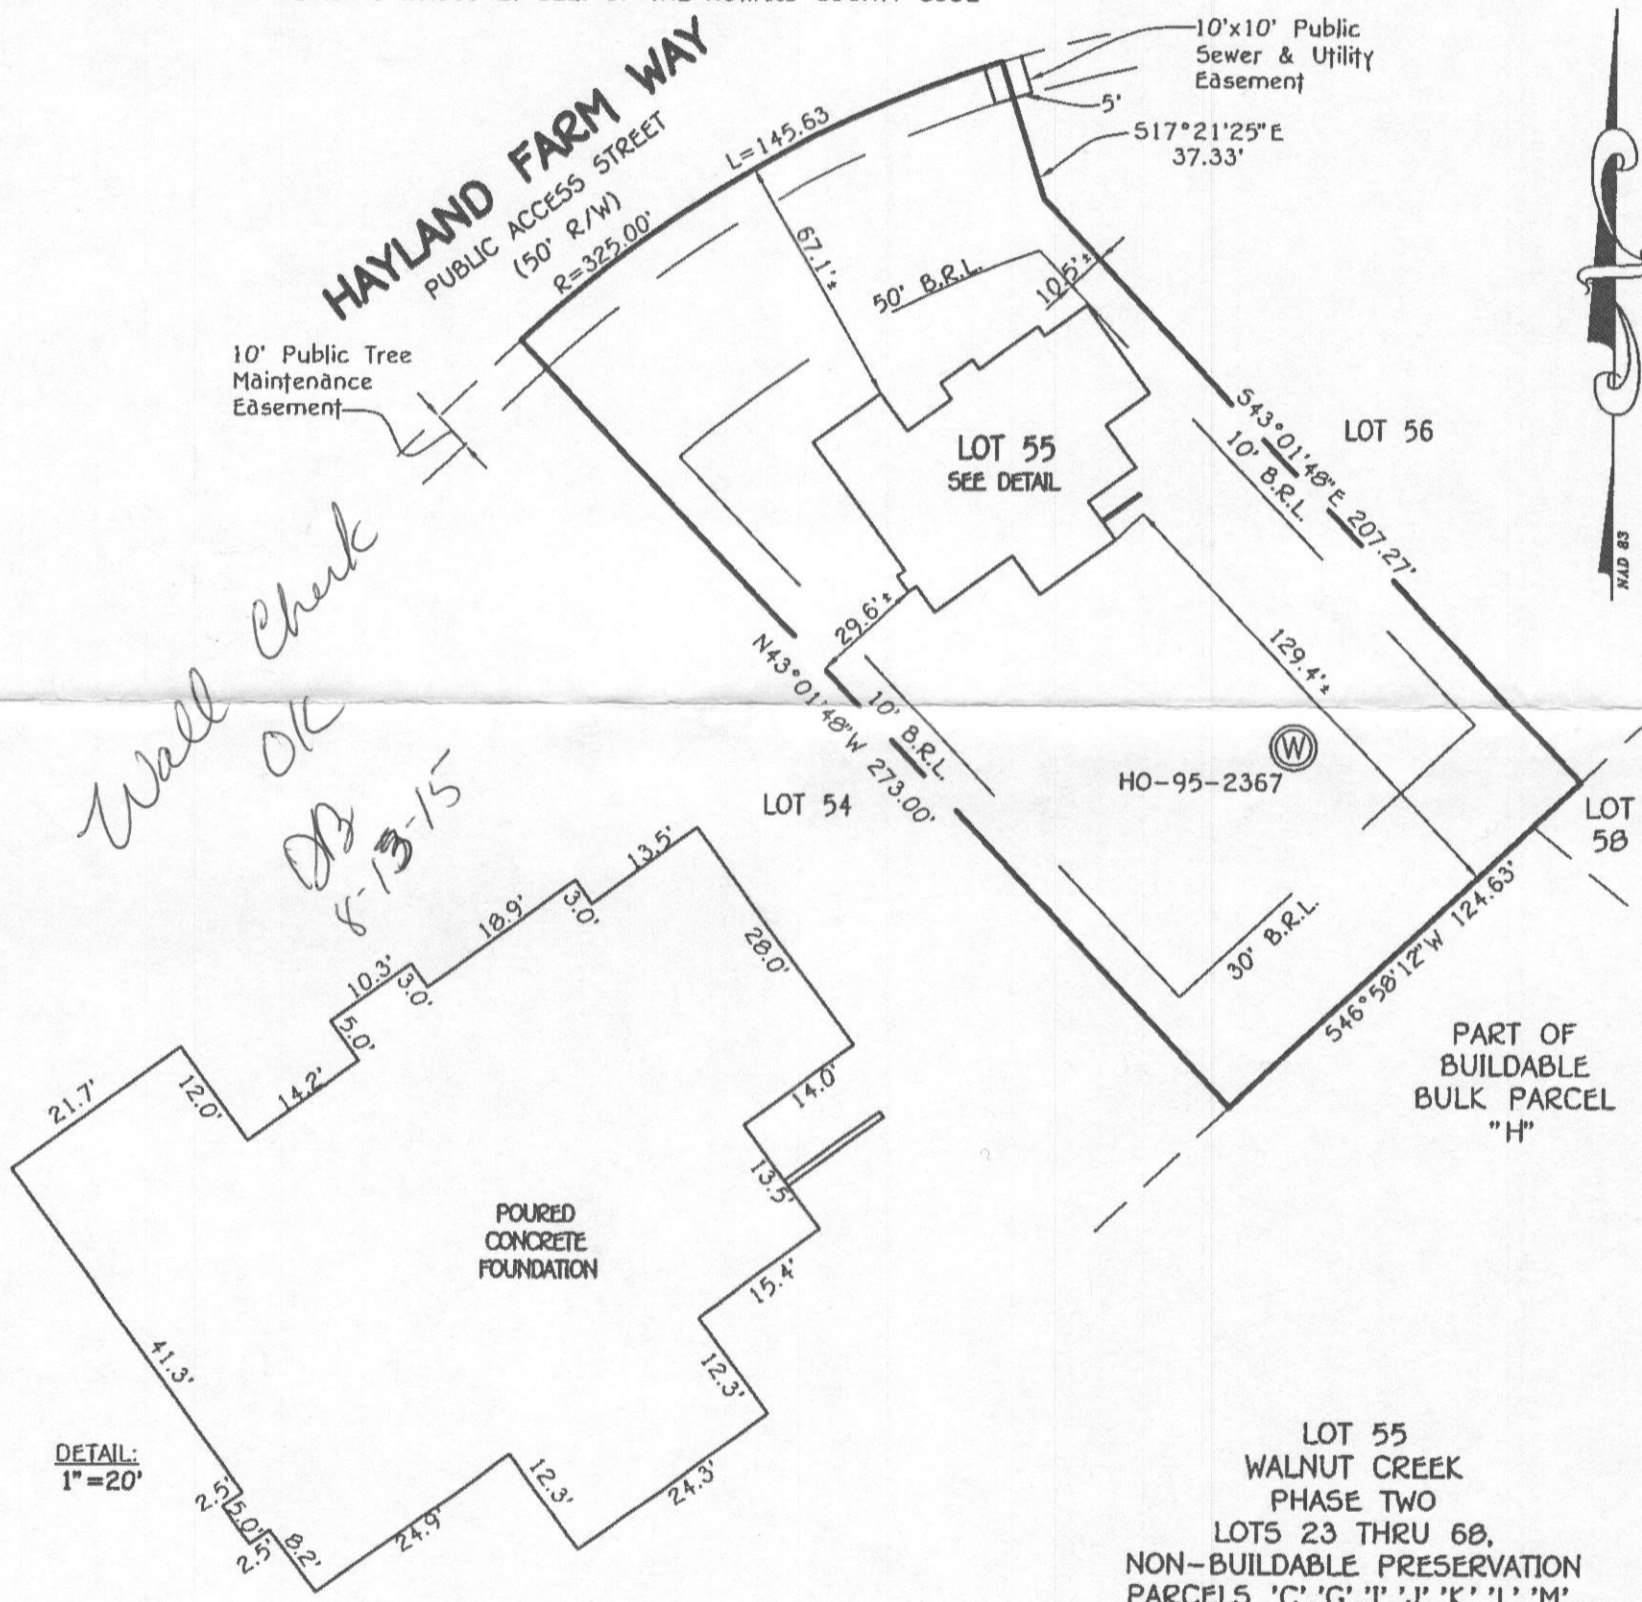 HAYLAND FARM WAY
PUBLIC ACCESS STREET
(50' R/W)
R=325.00'
L=145.63
10'x10' Public
Sewer & Utility
Easement
5'
S17°21'25"E
37.33'
10' Public Tree
Maintenance
Easement
67.1'±
50' B.R.L.
10.5'±
LOT 55
SEE DETAIL
S43°01'48"E 207.27'
10' B.R.L.
LOT 56
NAD 83
29.6'±
N43°01'48"W 273.00'
10' B.R.L.
129.4'±
W
HO-95-2367
LOT 54
LOT
58
30' B.R.L.
S46°58'12"W 124.63'
PART OF
BUILDABLE
BULK PARCEL
"H"
Wall Check
OK
8-13-15
13.5'
3.0'
18.9'
28.0'
10.3'
3.0'
5.0'
14.2'
12.0'
21.7'
14.0'
13.5'
15.4'
POURED
CONCRETE
FOUNDATION
41.3'
12.3'
24.3'
12.3'
24.9'
2.5'
5.0'
2.5'
8.2'
DETAIL:
1"=20'
LOT 55
WALNUT CREEK
PHASE TWO
LOTS 23 THRU 68,
NON-BUILDABLE PRESERVATION
PARCELS 'C','G','I','J','K','L','M'